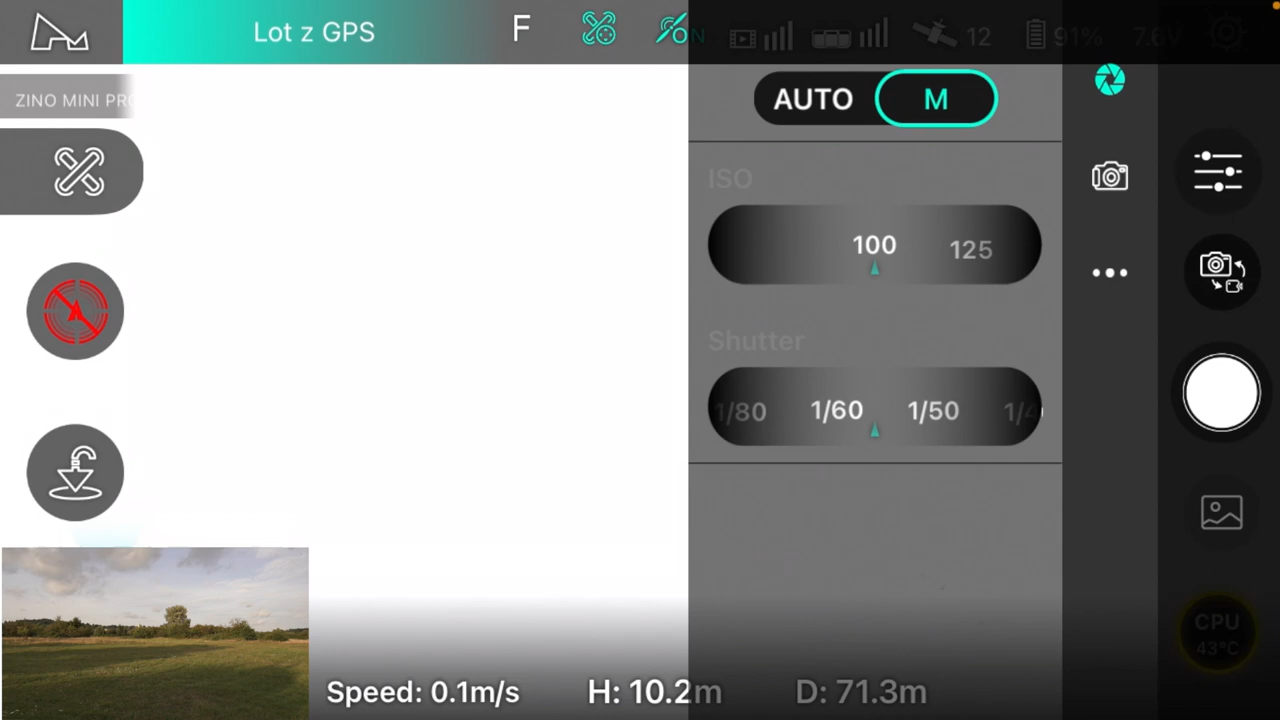 Lot z GPS F ON 12 91% 7.6V
ZINO MINI PRO
AUTO M
ISO
100 125
Shutter
1/80 1/60 1/50
CPU
43°C
Speed: 0.1m/s H: 10.2m D: 71.3m